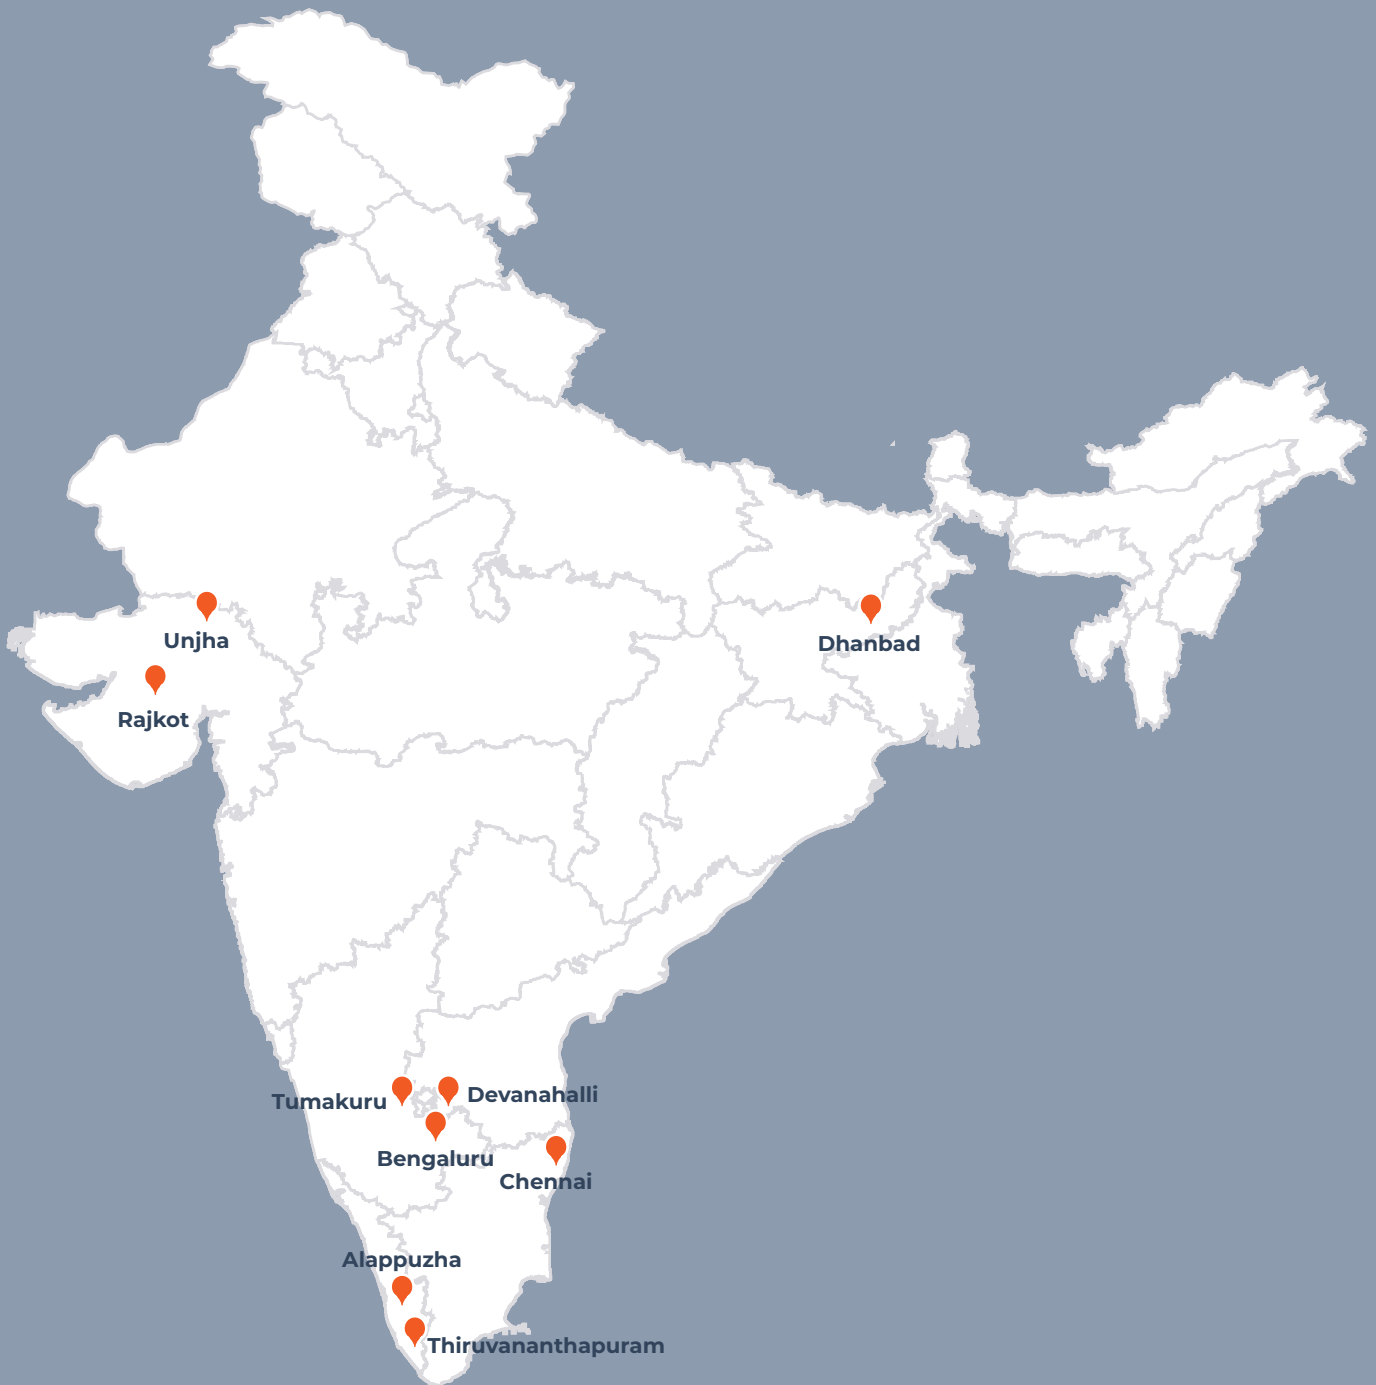 Unjha
Dhanbad
Rajkot
Devanahalli
Tumakuru
Bengaluru
Chennai
Alappuzha
Thiruvananthapuram